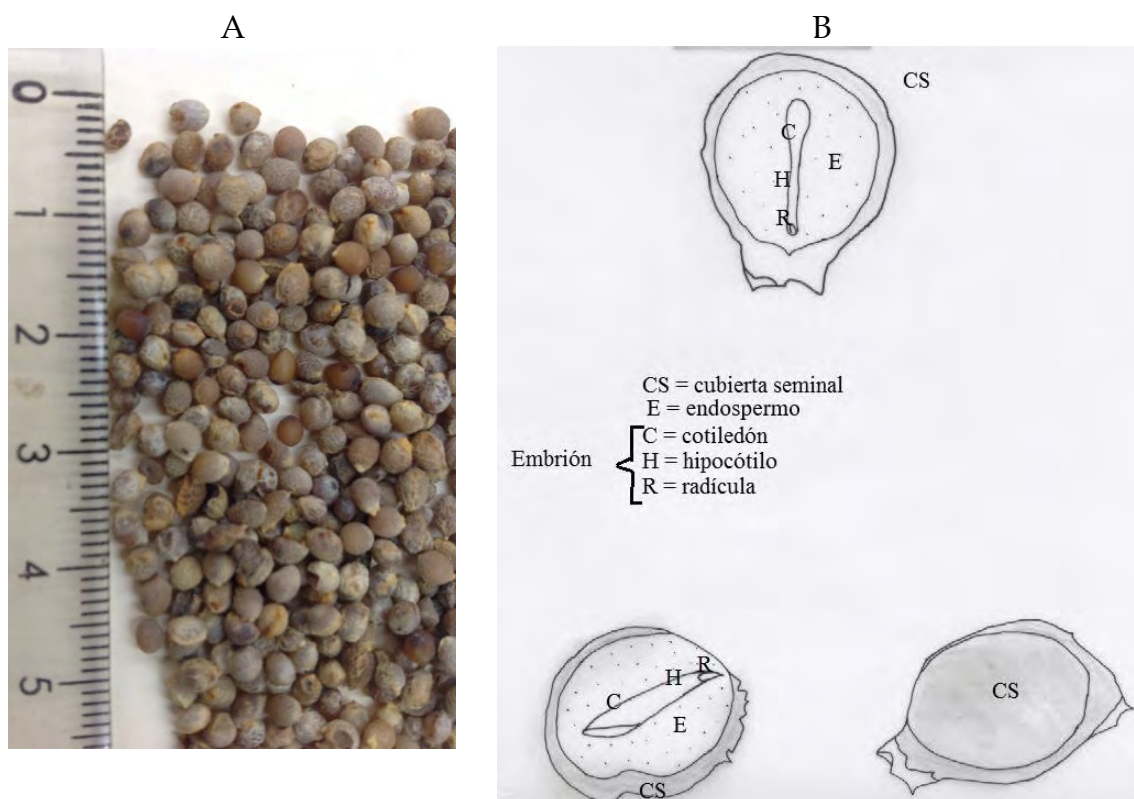 A
B
0
1
2
3
4
5
CS
C
E
H
R
CS = cubierta seminal
E = endospermo
Embrión
C = cotiledón
H = hipocótilo
R = radícula
R
H
C
E
CS
CS